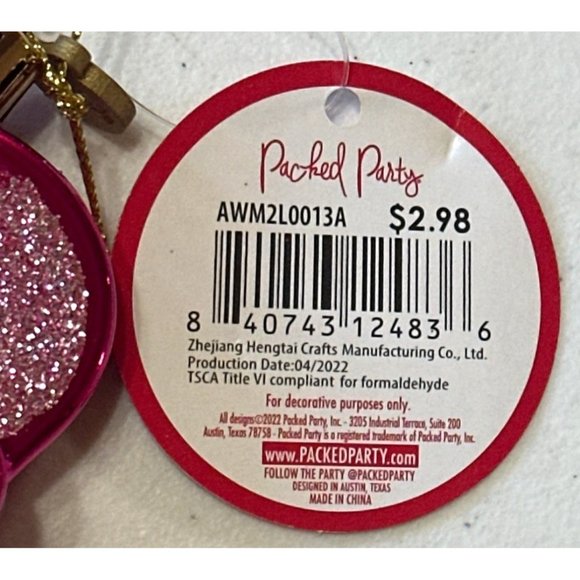 Packed Party
AWM2L0013A $2.98
8 40743 12483 6
Zhejiang Hengtai Crafts Manufacturing Co., Ltd.
Production Date:04/2022
TSCA Title VI compliant for formaldehyde
For decorative purposes only.
All designs©2022 Packed Party, Inc. - 3205 Industrial Terrace, Suite 200
Austin, Texas 78758 - Packed Party is a registered trademark of Packed Party, Inc.
www.PACKEDPARTY.com
FOLLOW THE PARTY @PACKEDPARTY
DESIGNED IN AUSTIN, TEXAS
MADE IN CHINA